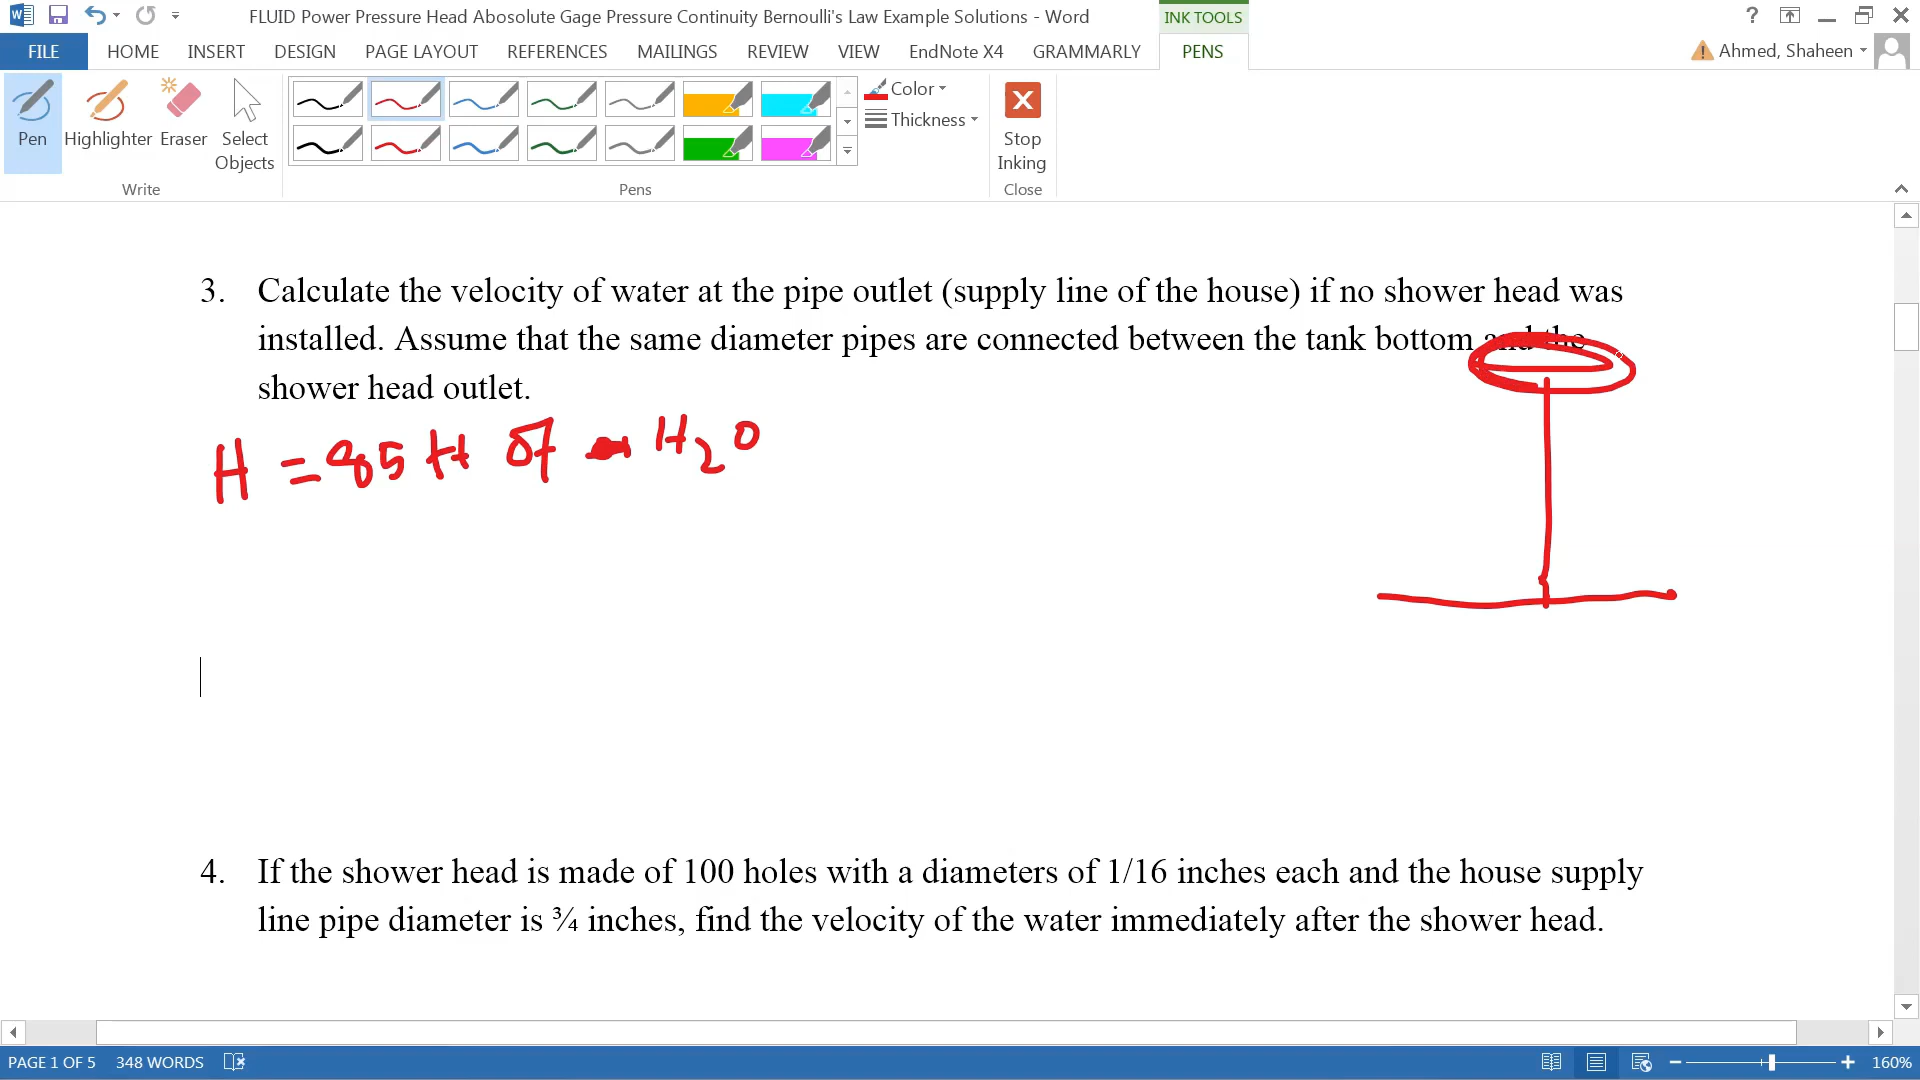 FLUID Power Pressure Head Abosolute Gage Pressure Continuity Bernoulli's Law Example Solutions - Word
INK TOOLS
FILE HOME INSERT DESIGN PAGE LAYOUT REFERENCES MAILINGS REVIEW VIEW EndNote X4 GRAMMARLY PENS
Ahmed, Shaheen
Pen Highlighter Eraser Select Objects
Color
Thickness
Stop Inking
Write Pens Close
3. Calculate the velocity of water at the pipe outlet (supply line of the house) if no shower head was
installed. Assume that the same diameter pipes are connected between the tank bottom and the
shower head outlet.
H = 85 ft of H2O
4. If the shower head is made of 100 holes with a diameters of 1/16 inches each and the house supply
line pipe diameter is ¾ inches, find the velocity of the water immediately after the shower head.
PAGE 1 OF 5 348 WORDS 160%